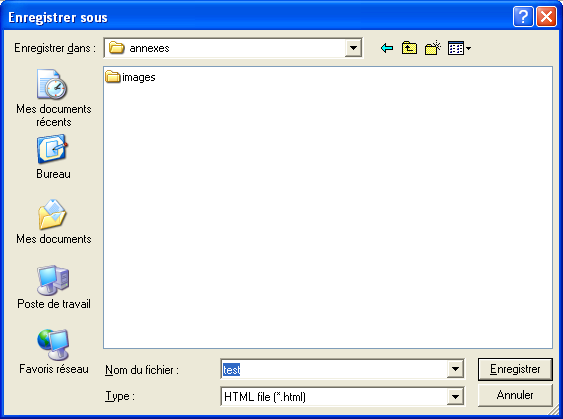 Enregistrer sous
Enregistrer dans :
annexes
images
Mes documents
récents
Bureau
Mes documents
Poste de travail
Favoris réseau
Nom du fichier :
test
Enregistrer
Type :
HTML file (*.html)
Annuler